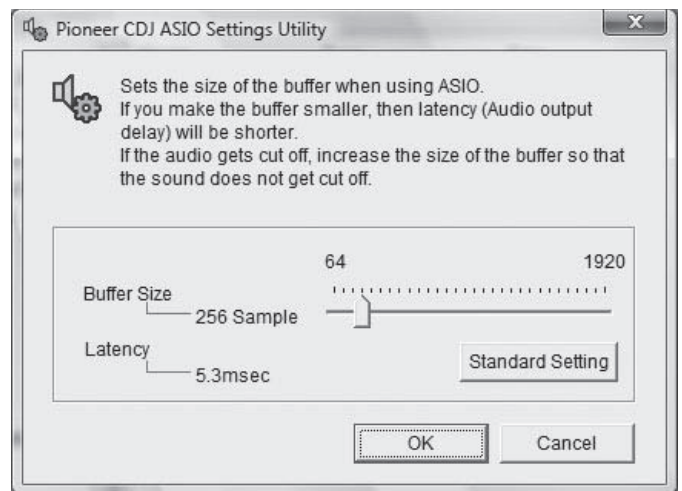 Pioneer CDJ ASIO Settings Utility
Sets the size of the buffer when using ASIO.
If you make the buffer smaller, then latency (Audio output
delay) will be shorter.
If the audio gets cut off, increase the size of the buffer so that
the sound does not get cut off.
64 1920
Buffer Size
256 Sample
Latency
5.3msec
Standard Setting
OK Cancel